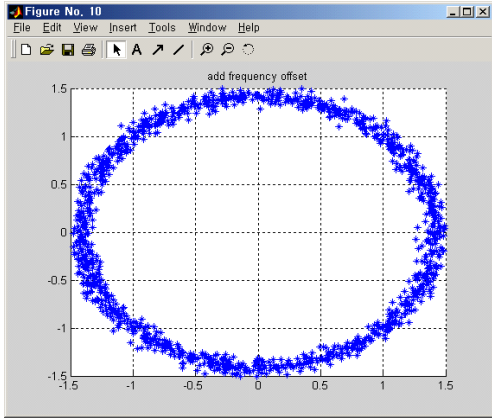 Figure No. 10
File Edit View Insert Tools Window Help
A
add frequency offset
1.5
1
0.5
0
-0.5
-1
-1.5
-1.5 -1 -0.5 0 0.5 1 1.5